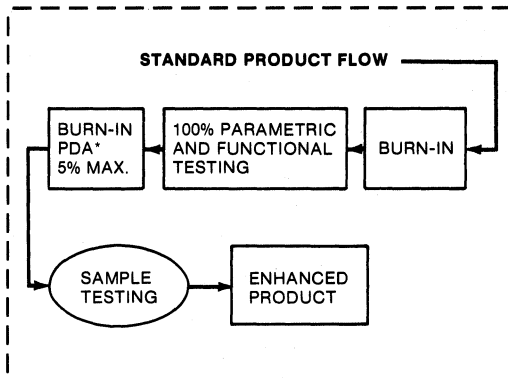 STANDARD PRODUCT FLOW
BURN-IN
PDA*
5% MAX.
100% PARAMETRIC
AND FUNCTIONAL
TESTING
BURN-IN
SAMPLE
TESTING
ENHANCED
PRODUCT